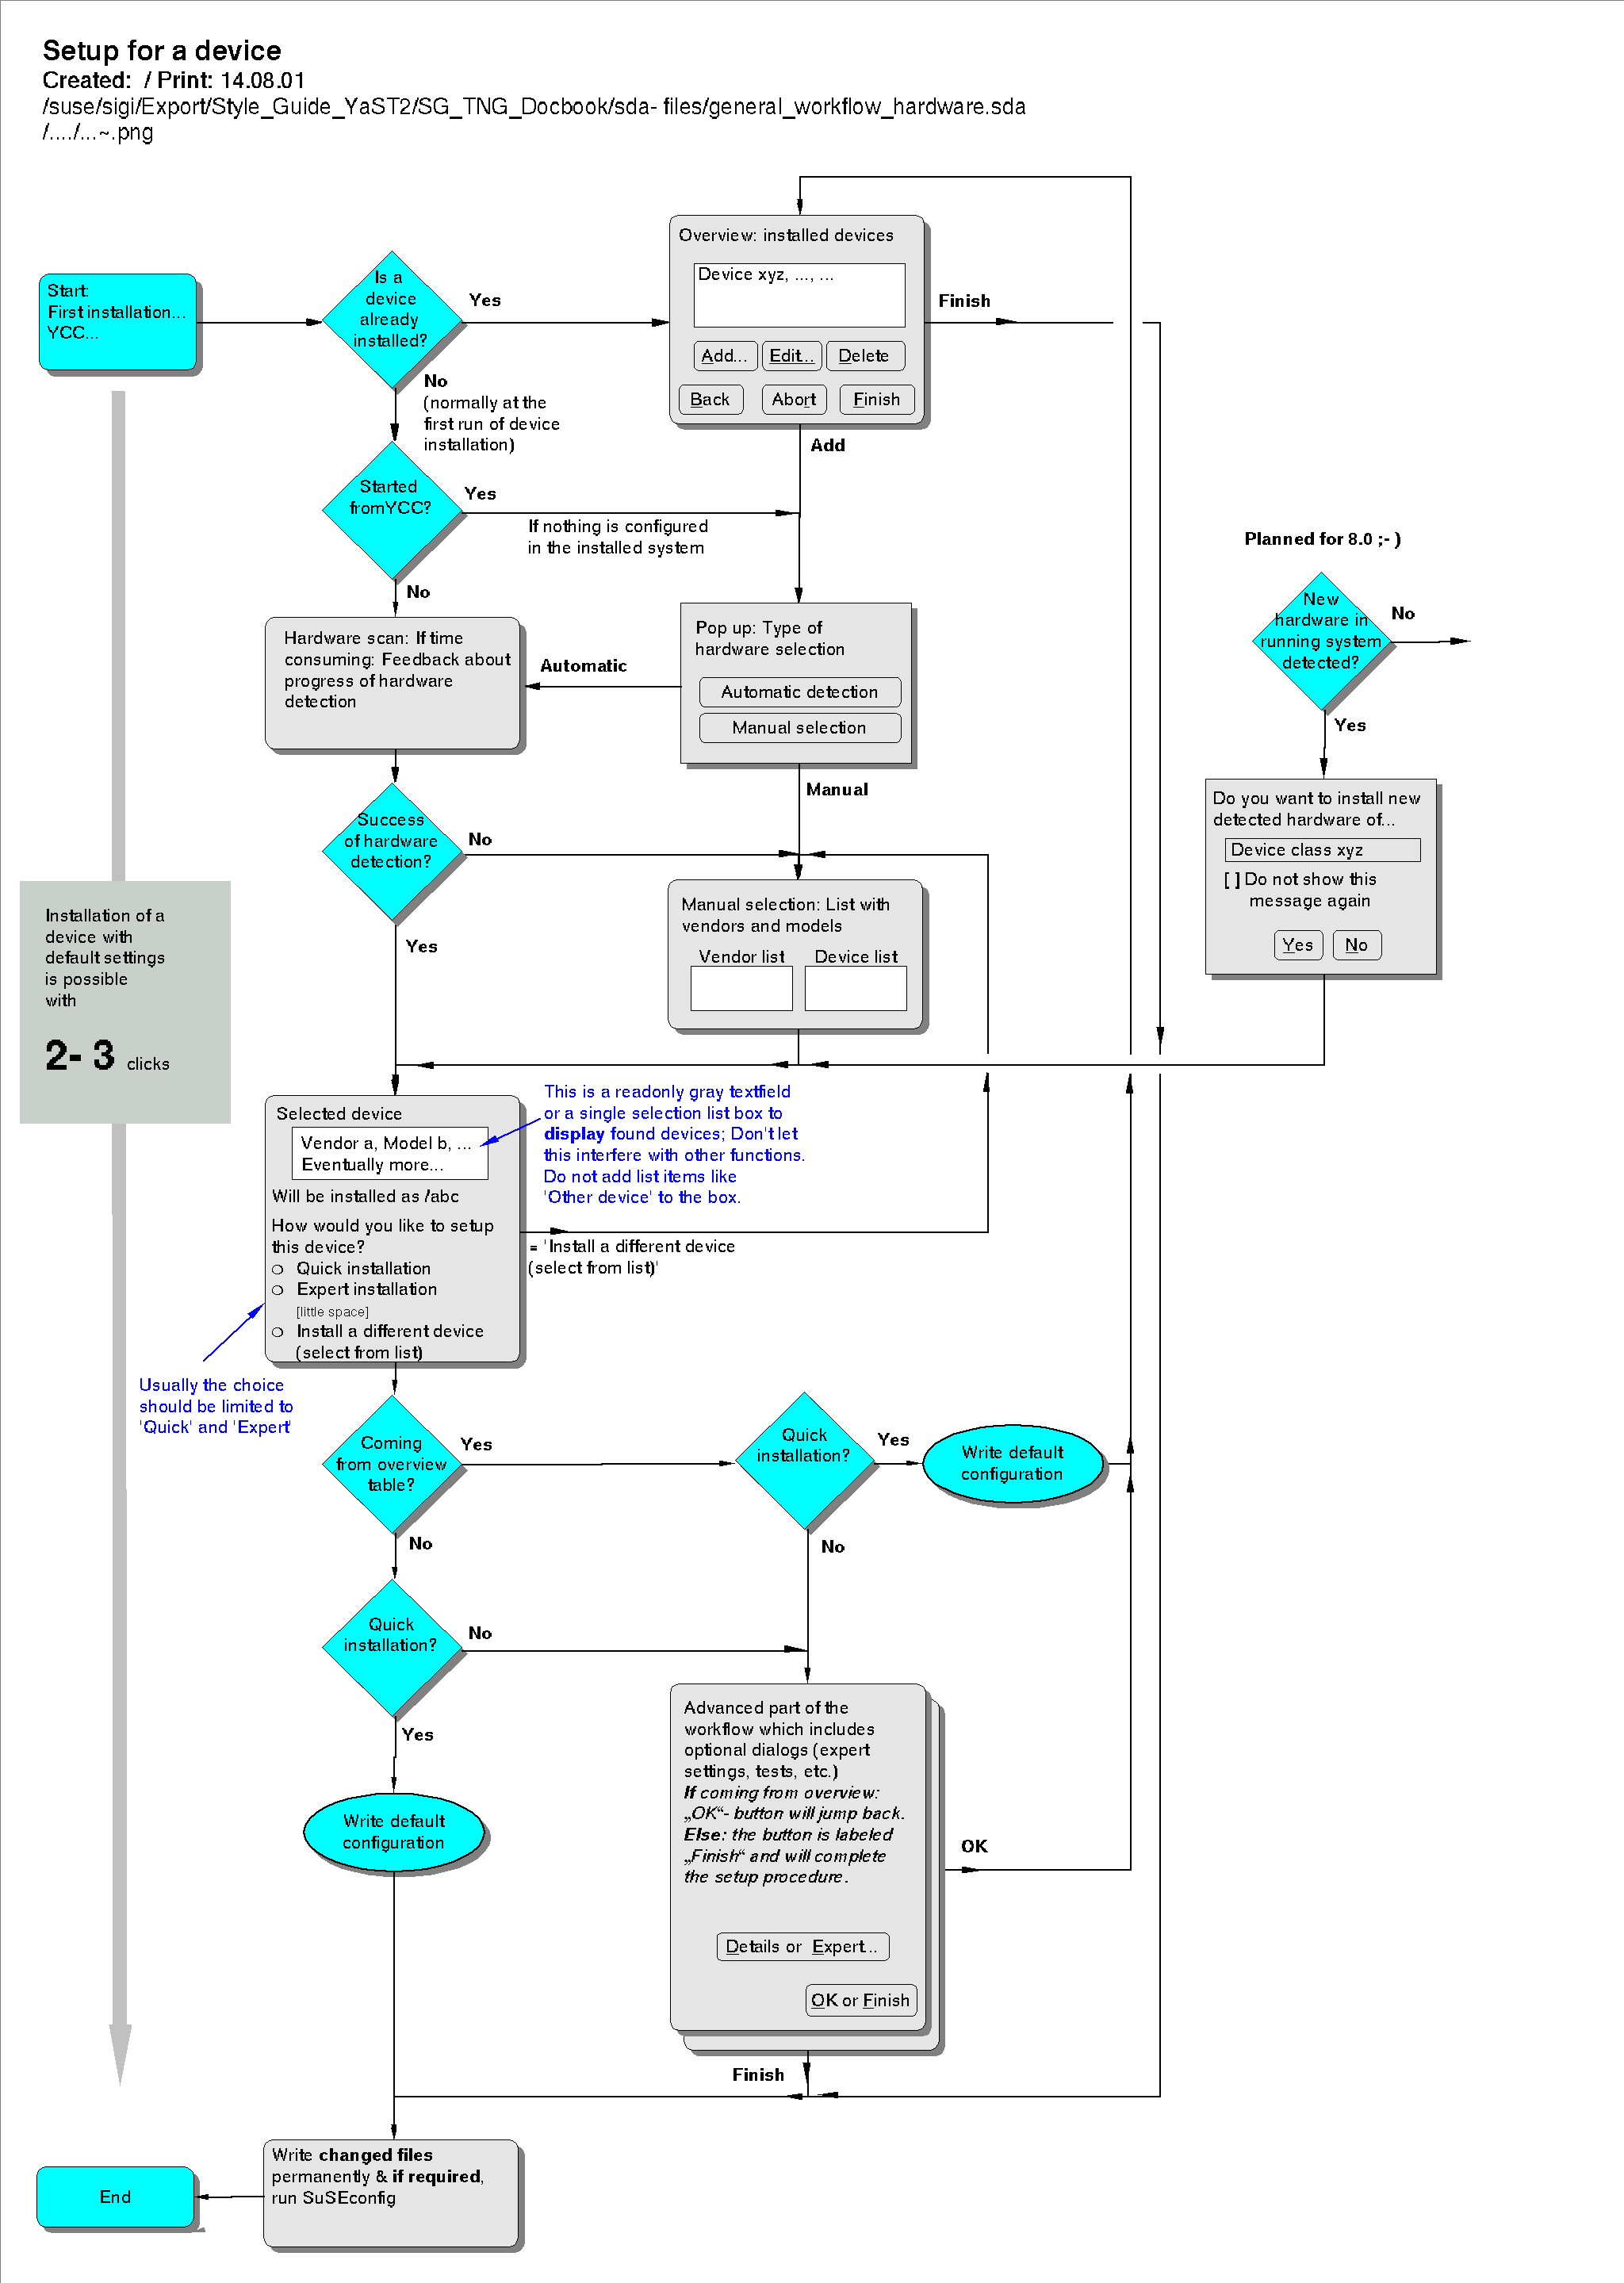 Setup for a device
Created:  / Print: 14.08.01
/suse/sigi/Export/Style_Guide_YaST2/SG_TNG_Docbook/sda- files/general_workflow_hardware.sda
/..../...~.png
Start:
First installation...
YCC...
Is a
device
already
installed?
Yes
No
(normally at the
first run of device
installation)
Overview: installed devices
Device xyz, ..., ...
Add...
Edit...
Delete
Back
Abort
Finish
Finish
Add
Started
fromYCC?
Yes
If nothing is configured
in the installed system
No
Hardware scan: If time
consuming: Feedback about
progress of hardware
detection
Automatic
Pop up: Type of
hardware selection
Automatic detection
Manual selection
Manual
Planned for 8.0 ;- )
New
hardware in
running system
detected?
No
Yes
Do you want to install new
detected hardware of...
Device class xyz
[ ] Do not show this
message again
Yes
No
Success
of hardware
detection?
No
Yes
Manual selection: List with
vendors and models
Vendor list
Device list
Installation of a
device with
default settings
is possible
with
2- 3 clicks
Selected device
Vendor a, Model b, ...
Eventually more...
Will be installed as /abc
How would you like to setup
this device?
Quick installation
Expert installation
[little space]
Install a different device
(select from list)
This is a readonly gray textfield
or a single selection list box to
display found devices; Don't let
this interfere with other functions.
Do not add list items like
'Other device' to the box.
= 'Install a different device
(select from list)'
Usually the choice
should be limited to
'Quick' and 'Expert'
Coming
from overview
table?
Yes
No
Quick
installation?
Yes
No
Write default
configuration
Quick
installation?
No
Yes
Write default
configuration
Advanced part of the
workflow which includes
optional dialogs (expert
settings, tests, etc.)
If coming from overview:
„OK“- button will jump back.
Else: the button is labeled
„Finish“ and will complete
the setup procedure.
Details or  Expert...
OK or Finish
OK
Finish
Write changed files
permanently & if required,
run SuSEconfig
End